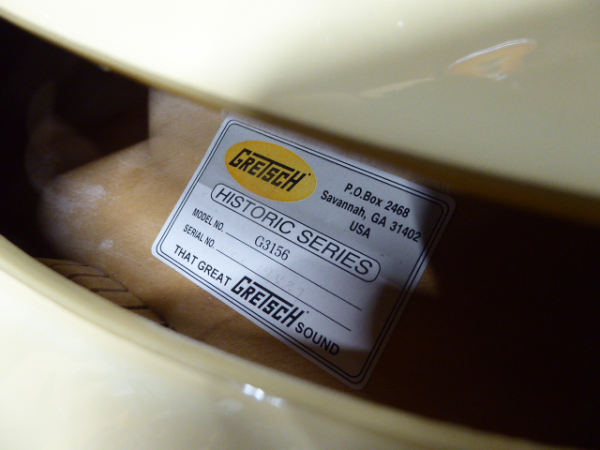 GRETSCH
P.O.Box 2468
Savannah, GA 31402
USA
HISTORIC SERIES
MODEL NO. G3156
SERIAL NO.
THAT GREAT GRETSCH SOUND